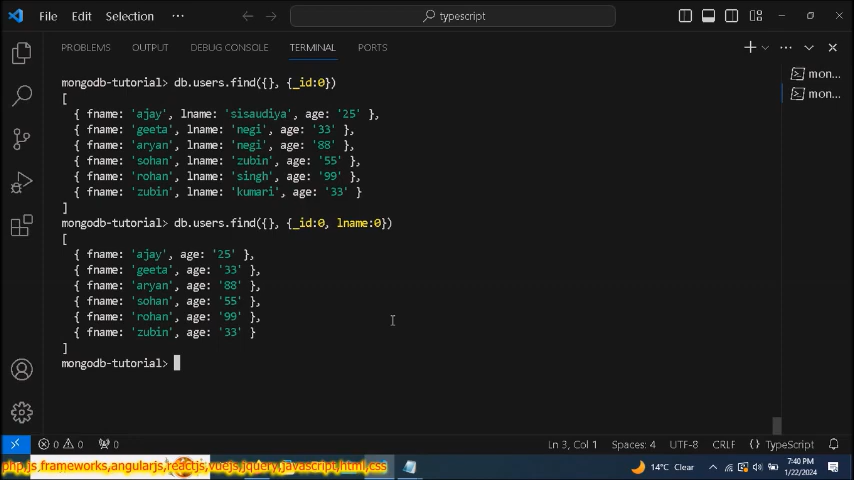 File Edit Selection ··· typescript
PROBLEMS OUTPUT DEBUG CONSOLE TERMINAL PORTS
mongodb-tutorial> db.users.find({}, {_id:0})
[
{ fname: 'ajay', lname: 'sisaudiya', age: '25' },
{ fname: 'geeta', lname: 'negi', age: '33' },
{ fname: 'aryan', lname: 'negi', age: '88' },
{ fname: 'sohan', lname: 'zubin', age: '55' },
{ fname: 'rohan', lname: 'singh', age: '99' },
{ fname: 'zubin', lname: 'kumari', age: '33' }
]
mongodb-tutorial> db.users.find({}, {_id:0, lname:0})
[
{ fname: 'ajay', age: '25' },
{ fname: 'geeta', age: '33' },
{ fname: 'aryan', age: '88' },
{ fname: 'sohan', age: '55' },
{ fname: 'rohan', age: '99' },
{ fname: 'zubin', age: '33' }
]
mongodb-tutorial>
mon...
mon...
0 0 0 Ln 3, Col 1 Spaces: 4 UTF-8 CRLF {} TypeScript
php,js,frameworks,angularjs,reactjs,vuejs,jquery,javascript,html,css
14°C Clear 7:40 PM
1/22/2024